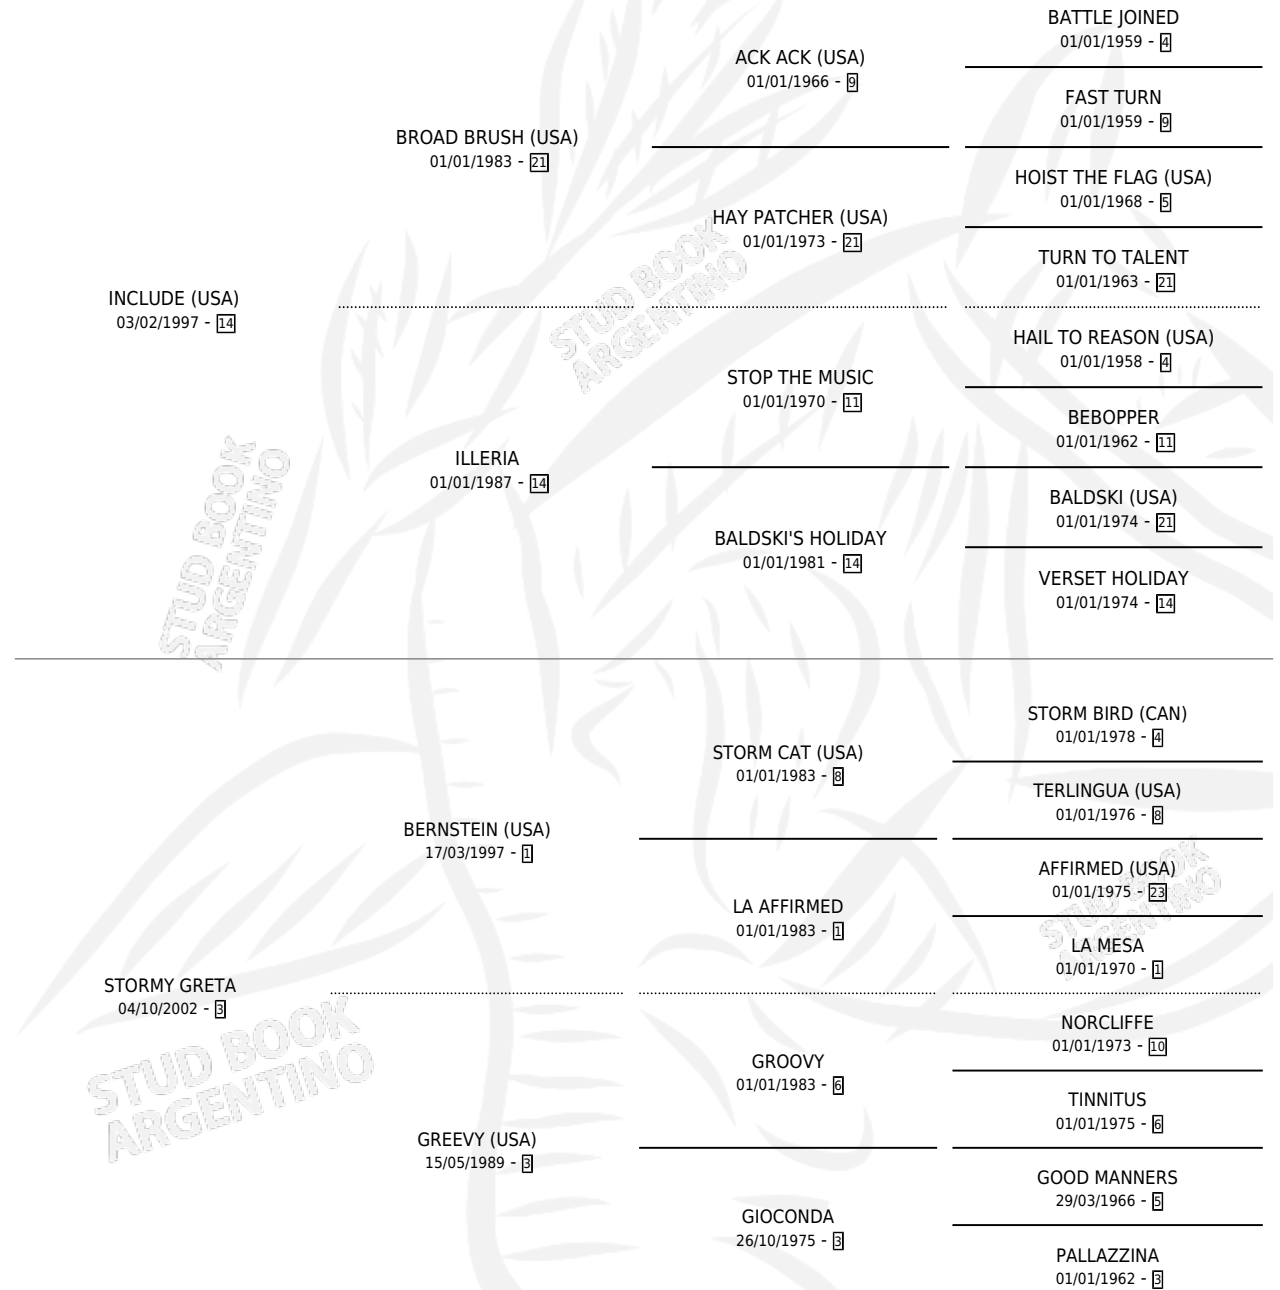 BATTLE JOINED
01/01/1959 - 4
ACK ACK (USA)
01/01/1966 - 9
FAST TURN
01/01/1959 - 9
BROAD BRUSH (USA)
01/01/1983 - 21
HOIST THE FLAG (USA)
01/01/1968 - 5
HAY PATCHER (USA)
01/01/1973 - 21
TURN TO TALENT
01/01/1963 - 21
INCLUDE (USA)
03/02/1997 - 14
HAIL TO REASON (USA)
01/01/1958 - 4
STOP THE MUSIC
01/01/1970 - 11
BEBOPPER
01/01/1962 - 11
ILLERIA
01/01/1987 - 14
BALDSKI (USA)
01/01/1974 - 21
BALDSKI'S HOLIDAY
01/01/1981 - 14
VERSET HOLIDAY
01/01/1974 - 14
STORM BIRD (CAN)
01/01/1978 - 4
STORM CAT (USA)
01/01/1983 - 8
TERLINGUA (USA)
01/01/1976 - 8
BERNSTEIN (USA)
17/03/1997 - 1
AFFIRMED (USA)
01/01/1975 - 23
LA AFFIRMED
01/01/1983 - 1
LA MESA
01/01/1970 - 1
STORMY GRETA
04/10/2002 - 3
NORCLIFFE
01/01/1973 - 10
GROOVY
01/01/1983 - 6
TINNITUS
01/01/1975 - 6
GREEVY (USA)
15/05/1989 - 3
GOOD MANNERS
29/03/1966 - 5
GIOCONDA
26/10/1975 - 3
PALLAZZINA
01/01/1962 - 3
STUD BOOK
ARGENTINO
STUD BOOK
ARGENTINO
STUD BOOK
ARGENTINO
STUD BOOK
ARGENTINO